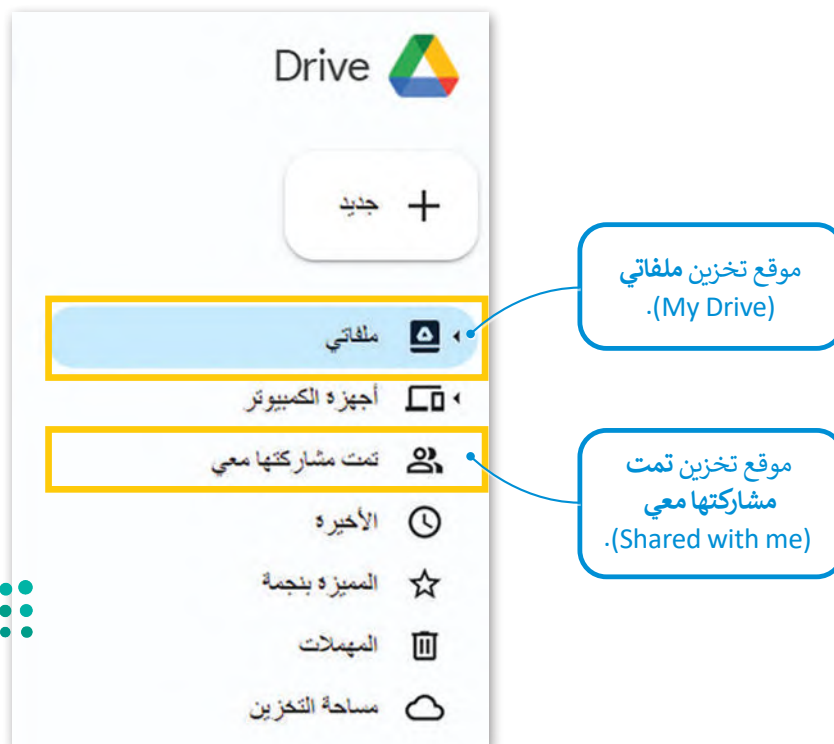 Drive
جديد
ملفاتي
أجهزة الكمبيوتر
تمت مشاركتها معي
الأخيرة
المميزة بنجمة
المهملات
مساحة التخزين
موقع تخزين ملفاتي
(My Drive).
موقع تخزين تمت
مشاركتها معي
(Shared with me).